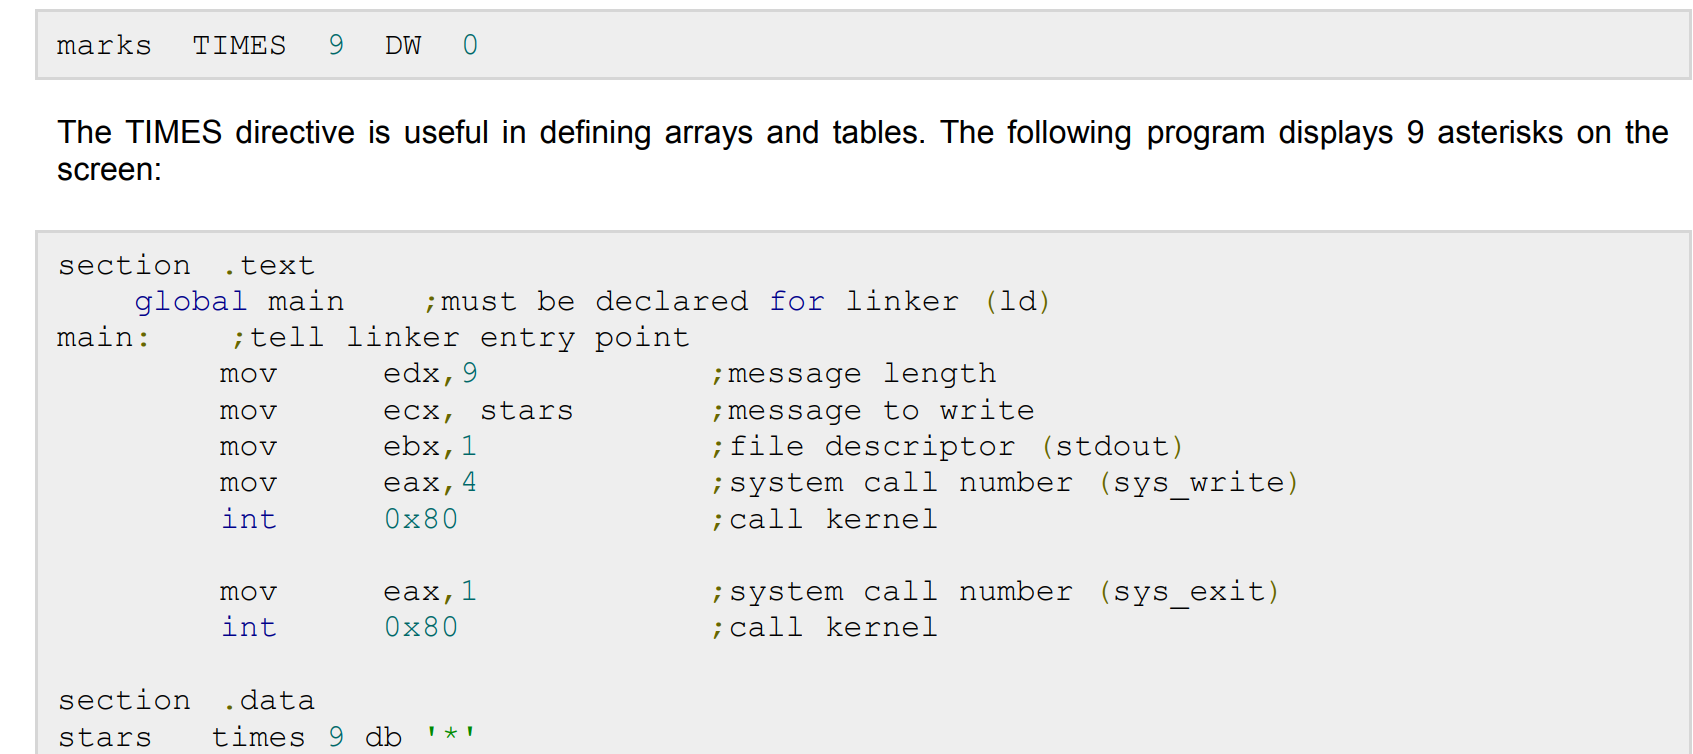 marks  TIMES  9  DW  0
The TIMES directive is useful in defining arrays and tables. The following program displays 9 asterisks on the
screen:
section  .text
    global main    ;must be declared for linker (ld)
main:    ;tell linker entry point
        mov     edx,9            ;message length
        mov     ecx, stars       ;message to write
        mov     ebx,1            ;file descriptor (stdout)
        mov     eax,4            ;system call number (sys_write)
        int     0x80             ;call kernel
        mov     eax,1            ;system call number (sys_exit)
        int     0x80             ;call kernel
section  .data
stars   times 9 db '*'